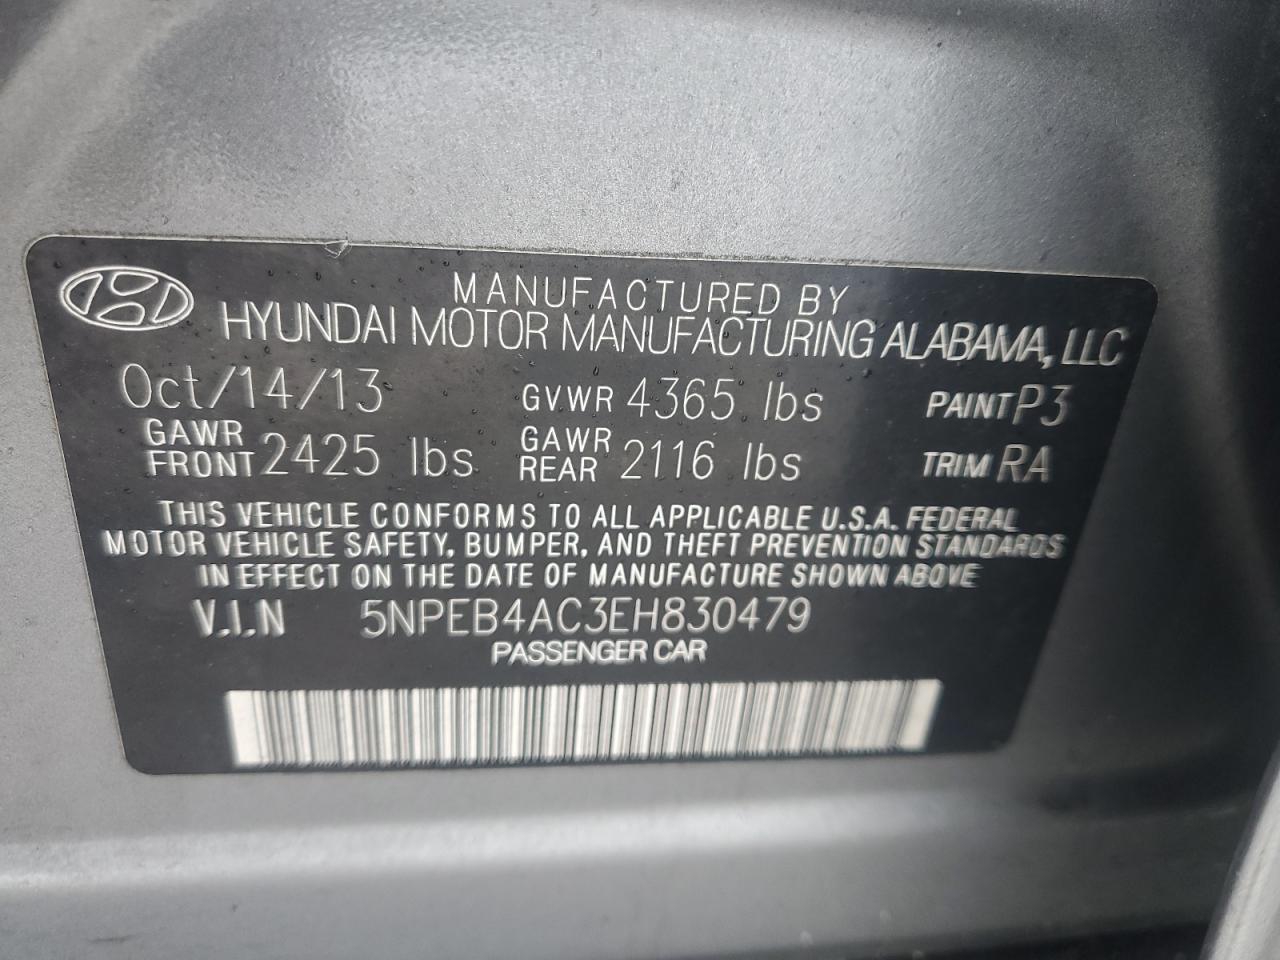 MANUFACTURED BY
HYUNDAI MOTOR MANUFACTURING ALABAMA, LLC
Oct/14/13 GVWR 4365 lbs PAINT P3
GAWR FRONT 2425 lbs GAWR REAR 2116 lbs TRIM RA
THIS VEHICLE CONFORMS TO ALL APPLICABLE U.S.A. FEDERAL
MOTOR VEHICLE SAFETY, BUMPER, AND THEFT PREVENTION STANDARDS
IN EFFECT ON THE DATE OF MANUFACTURE SHOWN ABOVE
V.I.N 5NPEB4AC3EH830479
PASSENGER CAR